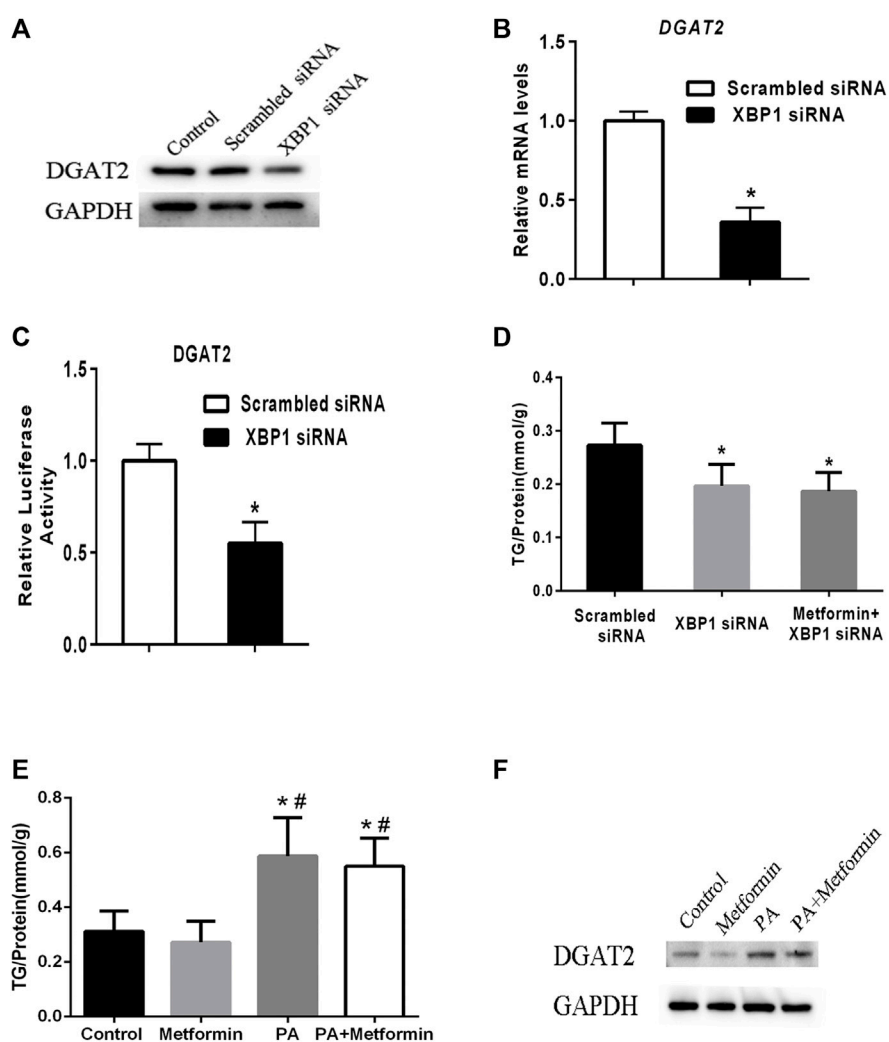 A
Control
Scrambled siRNA
XBP1 siRNA
DGAT2
GAPDH
B
DGAT2
1.5
1.0
0.5
0.0
Relative mRNA levels
Scrambled siRNA
XBP1 siRNA
*
C
DGAT2
1.5
1.0
0.5
0.0
Relative Luciferase
Activity
Scrambled siRNA
XBP1 siRNA
*
D
0.4
0.3
0.2
0.1
0.0
TG/Protein(mmol/g)
*
*
Scrambled
siRNA
XBP1 siRNA
Metformin+
XBP1 siRNA
E
0.8
0.6
0.4
0.2
0.0
TG/Protein(mmol/g)
* #
* #
Control
Metformin
PA
PA+Metformin
F
Control
Metformin
PA
PA+Metformin
DGAT2
GAPDH